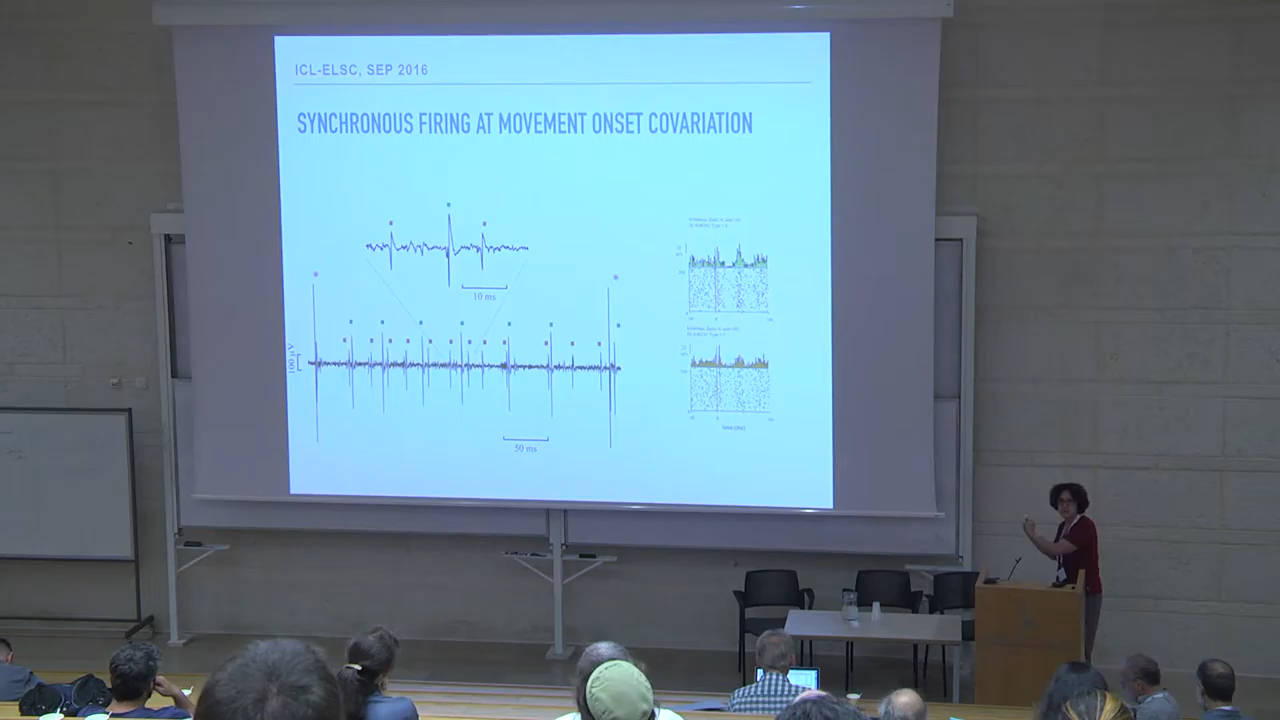 ICL-ELSC, SEP 2016
SYNCHRONOUS FIRING AT MOVEMENT ONSET COVARIATION
10 ms
100 µV
50 ms